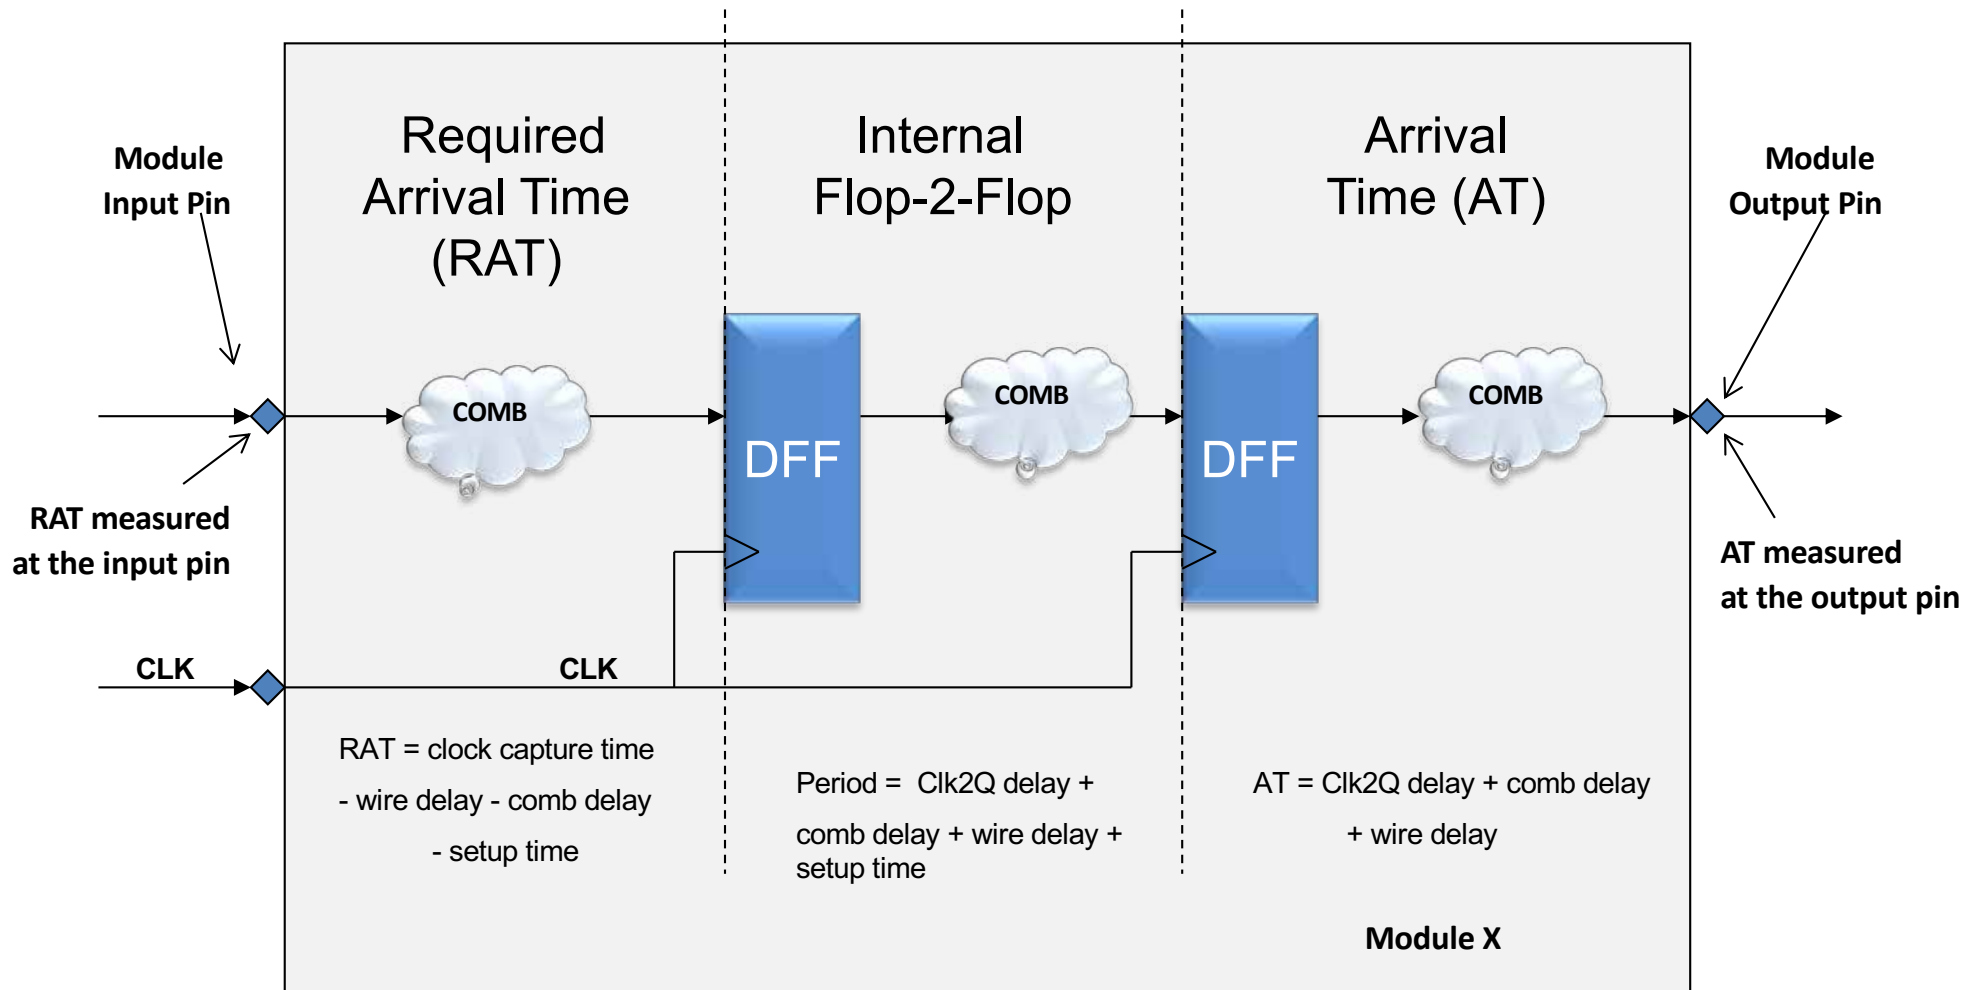 Required
Arrival Time
(RAT)
Internal
Flop-2-Flop
Arrival
Time (AT)
Module
Input Pin
Module
Output Pin
COMB
COMB
COMB
DFF
DFF
RAT measured
at the input pin
AT measured
at the output pin
CLK
CLK
RAT = clock capture time
- wire delay - comb delay
- setup time
Period = Clk2Q delay +
comb delay + wire delay +
setup time
AT = Clk2Q delay + comb delay
+ wire delay
Module X